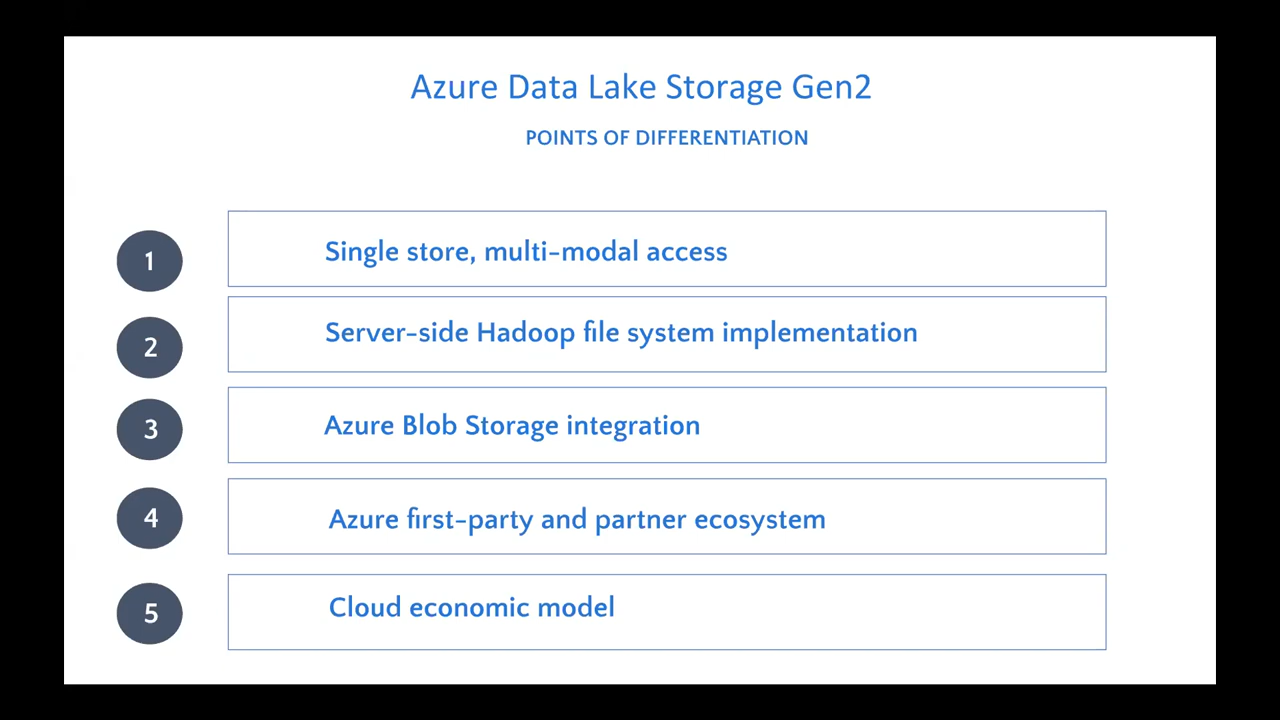 Azure Data Lake Storage Gen2
POINTS OF DIFFERENTIATION
1 Single store, multi-modal access
2 Server-side Hadoop file system implementation
3 Azure Blob Storage integration
4 Azure first-party and partner ecosystem
5 Cloud economic model